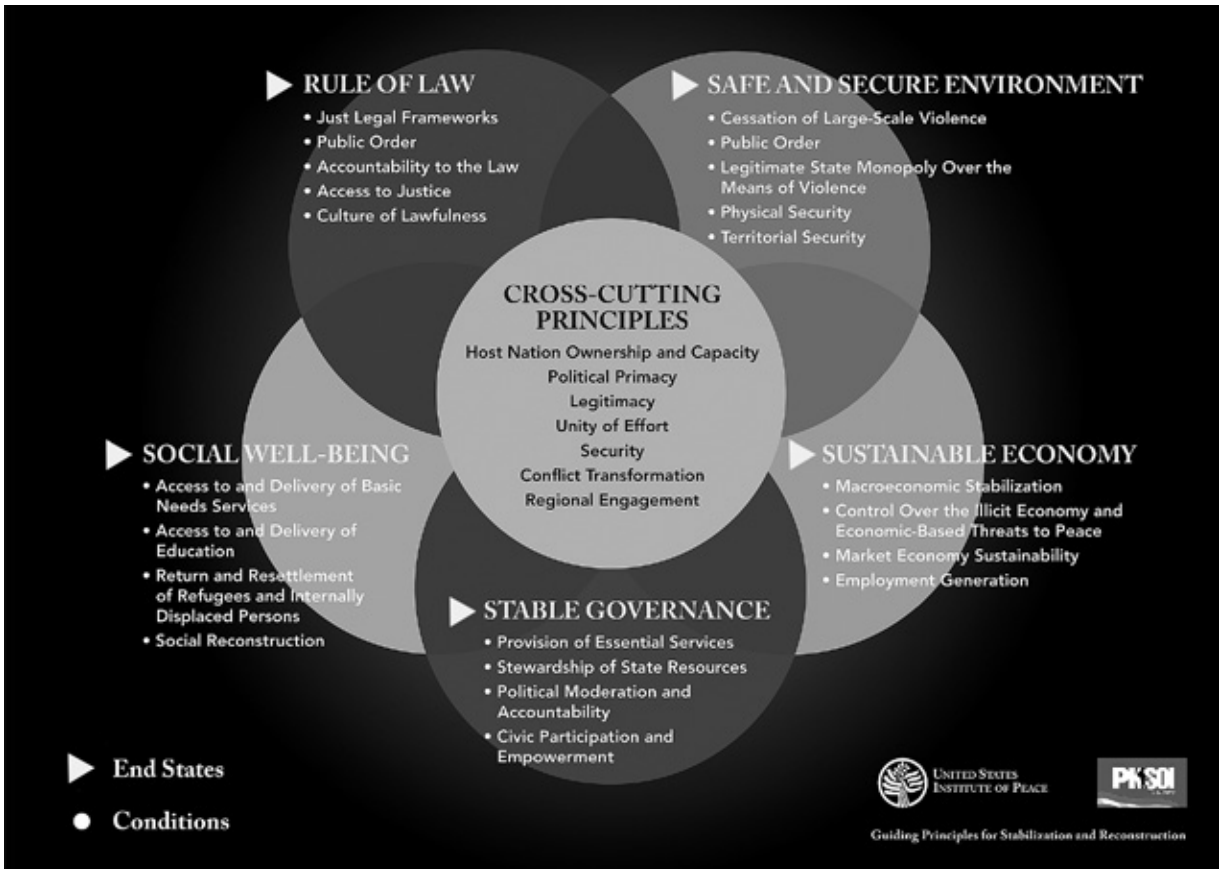 RULE OF LAW
• Just Legal Frameworks
• Public Order
• Accountability to the Law
• Access to Justice
• Culture of Lawfulness
SAFE AND SECURE ENVIRONMENT
• Cessation of Large-Scale Violence
• Public Order
• Legitimate State Monopoly Over the
Means of Violence
• Physical Security
• Territorial Security
CROSS-CUTTING
PRINCIPLES
Host Nation Ownership and Capacity
Political Primacy
Legitimacy
Unity of Effort
Security
Conflict Transformation
Regional Engagement
SOCIAL WELL-BEING
• Access to and Delivery of Basic
Needs Services
• Access to and Delivery of
Education
• Return and Resettlement
of Refugees and Internally
Displaced Persons
• Social Reconstruction
SUSTAINABLE ECONOMY
• Macroeconomic Stabilization
• Control Over the Illicit Economy and
Economic-Based Threats to Peace
• Market Economy Sustainability
• Employment Generation
STABLE GOVERNANCE
• Provision of Essential Services
• Stewardship of State Resources
• Political Moderation and
Accountability
• Civic Participation and
Empowerment
End States
Conditions
UNITED STATES
INSTITUTE OF PEACE
PKSOI
Guiding Principles for Stabilization and Reconstruction